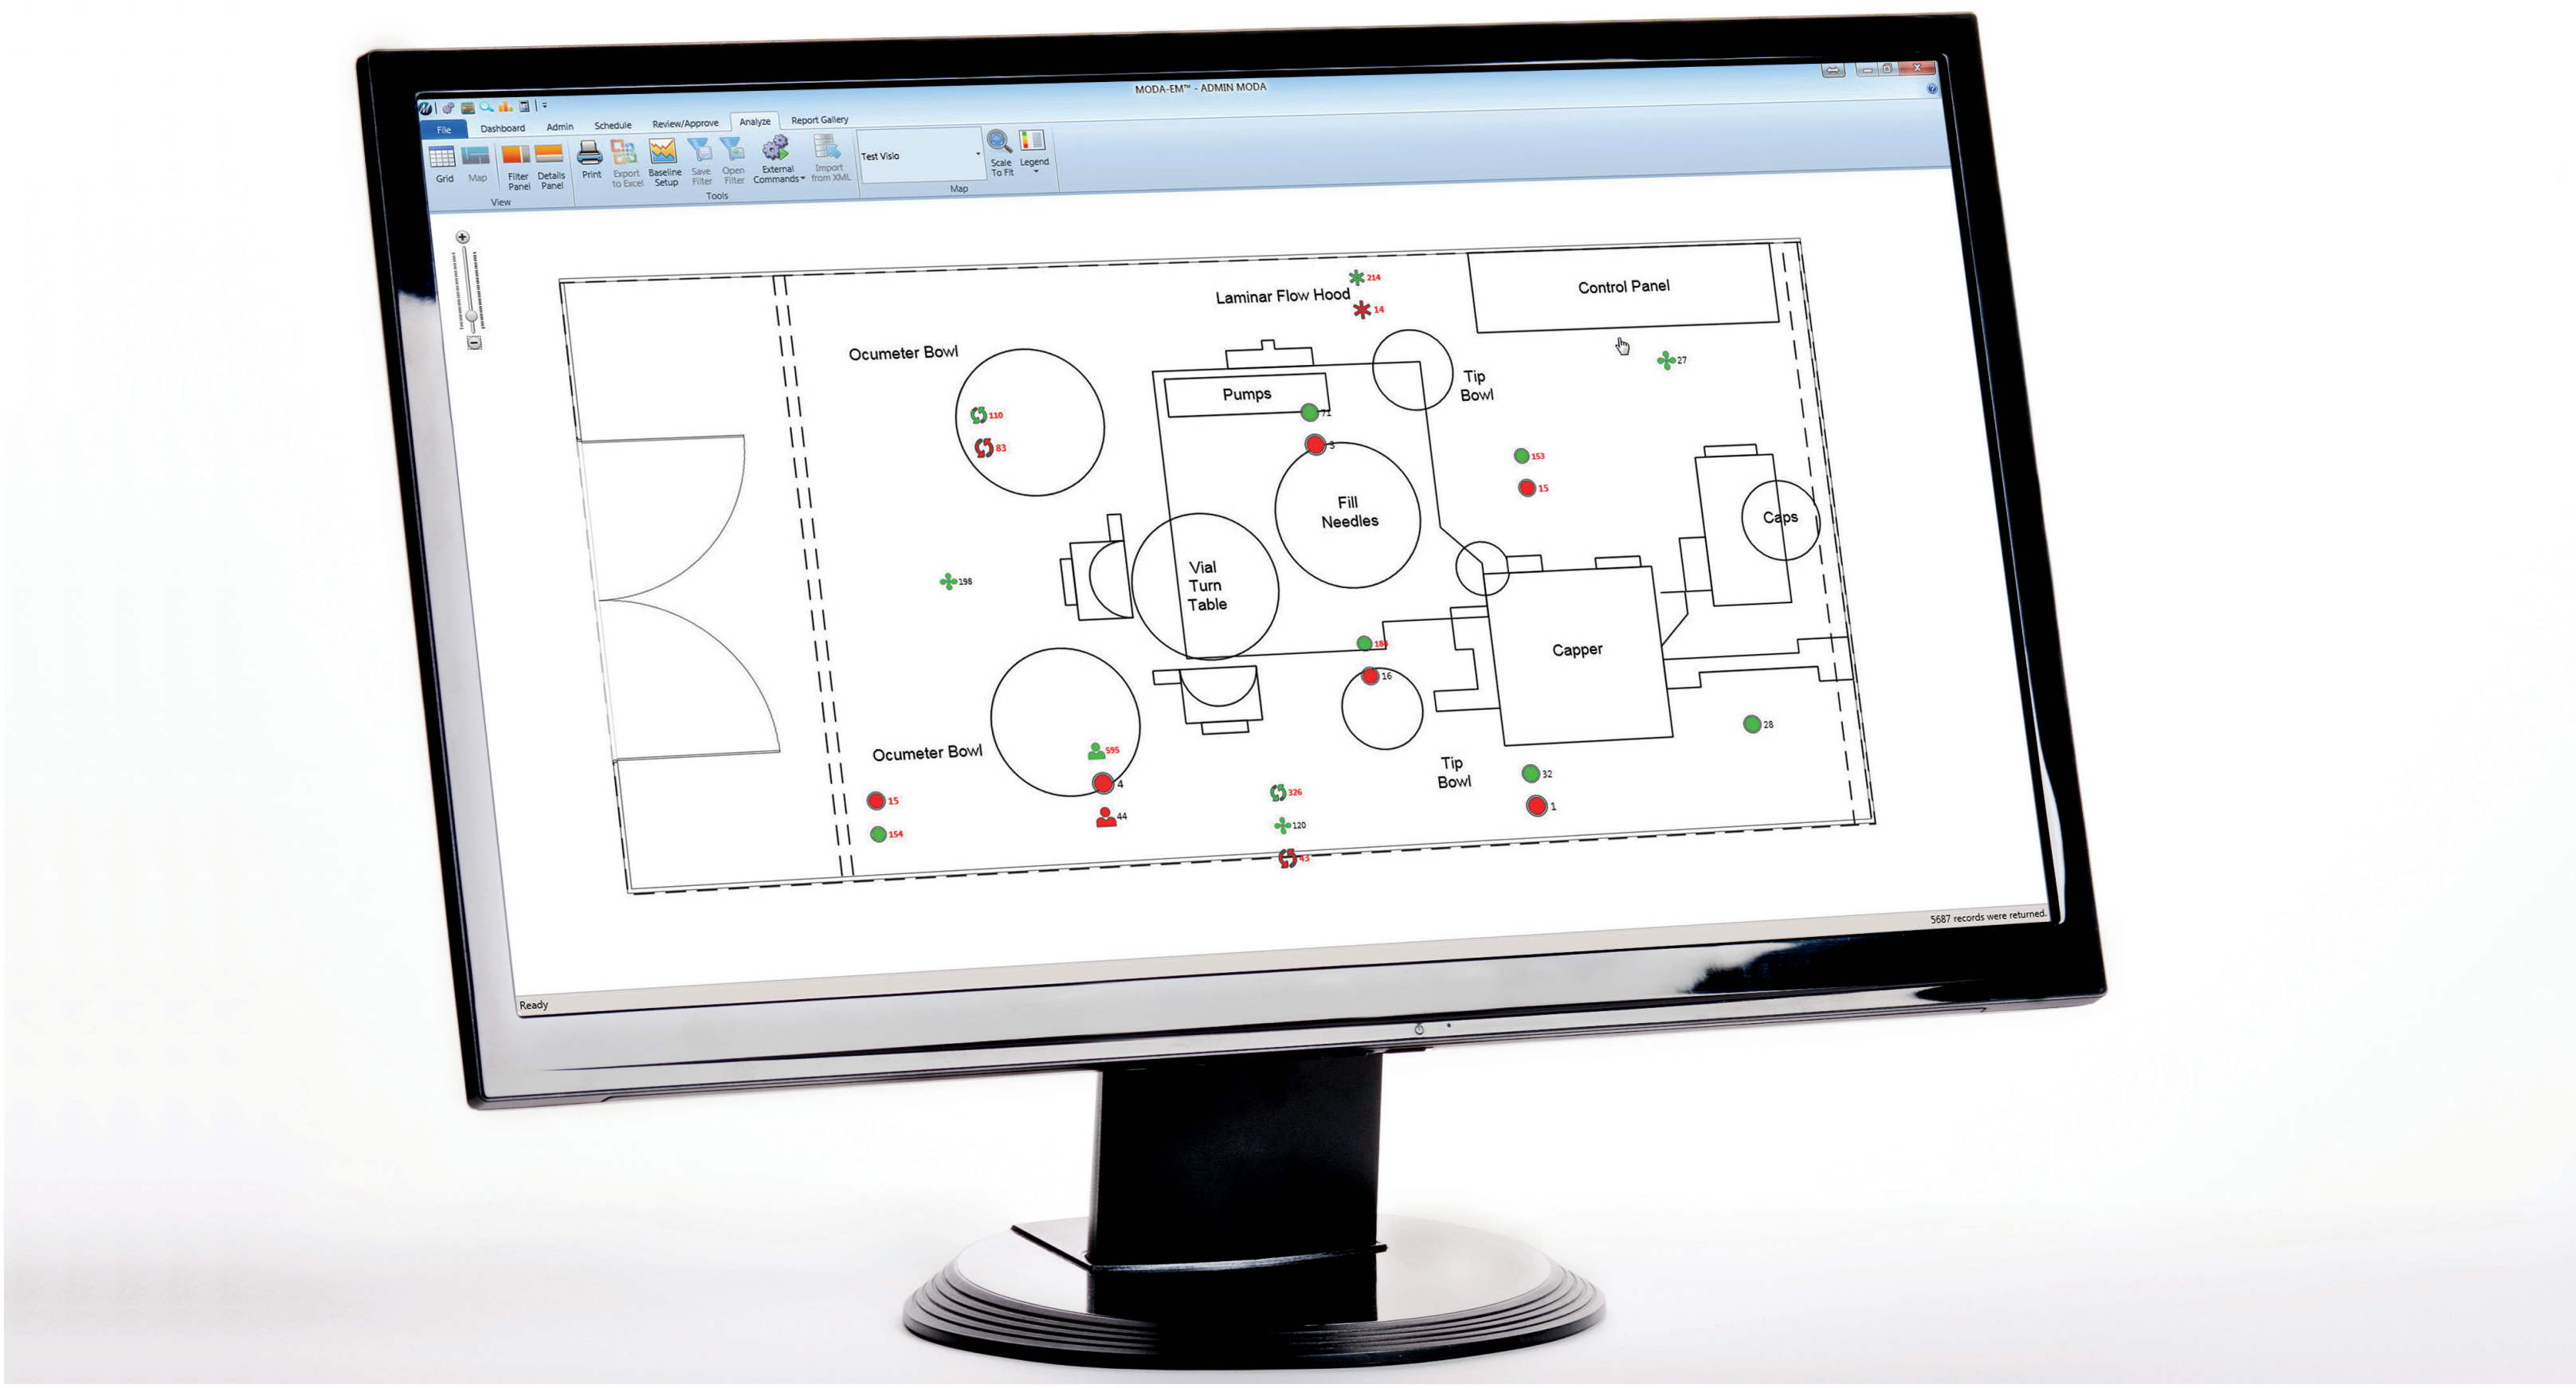 MODA-EM™ - ADMIN MODA
File Dashboard Admin Schedule Review/Approve Analyze Report Gallery
Grid Map Filter Panel Details Panel Print Export to Excel Baseline Setup Save Filter Open Filter External Commands Import from XML Test Visio Scale To Fit Legend
View Tools Map
Laminar Flow Hood
214
14
Control Panel
27
Ocumeter Bowl
110
83
Pumps
71
3
Tip
Bowl
153
15
Fill
Needles
Caps
198
Vial
Turn
Table
16
Capper
28
Ocumeter Bowl
595
4
44
15
154
326
120
43
Tip
Bowl
32
1
5687 records were returned.
Ready